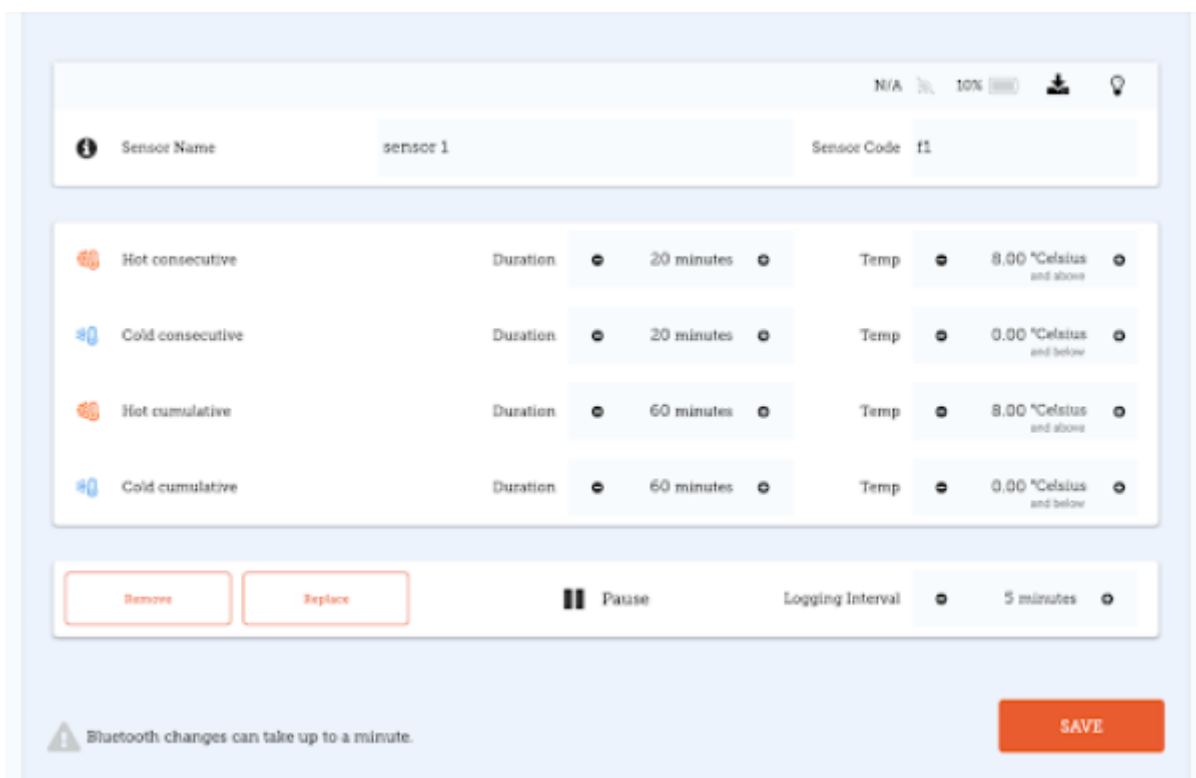 N/A 10%
Sensor Name sensor 1 Sensor Code f1
Hot consecutive Duration 20 minutes Temp 8.00 °Celsius
and above
Cold consecutive Duration 20 minutes Temp 0.00 °Celsius
and below
Hot cumulative Duration 60 minutes Temp 8.00 °Celsius
and above
Cold cumulative Duration 60 minutes Temp 0.00 °Celsius
and below
Remove Replace Pause Logging Interval 5 minutes
Bluetooth changes can take up to a minute.
SAVE